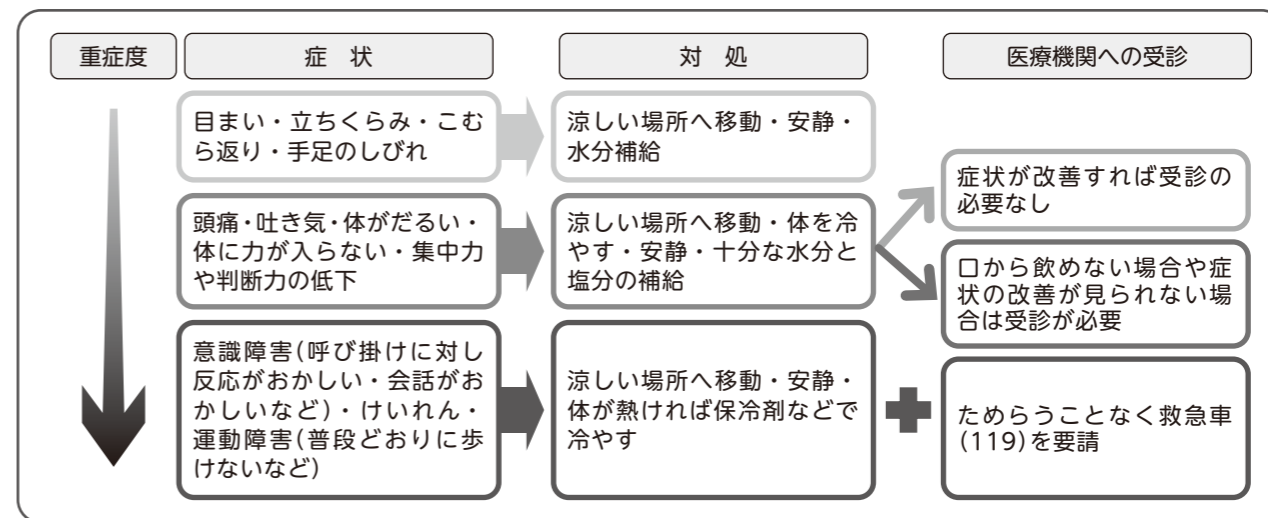 重症度
症　状
対　処
医療機関への受診
目まい・立ちくらみ・こむ
ら返り・手足のしびれ
涼しい場所へ移動・安静・
水分補給
頭痛・吐き気・体がだるい・
体に力が入らない・集中力
や判断力の低下
涼しい場所へ移動・体を冷
やす・安静・十分な水分と
塩分の補給
症状が改善すれば受診の
必要なし
口から飲めない場合や症
状の改善が見られない場
合は受診が必要
意識障害(呼び掛けに対し
反応がおかしい・会話がお
かしいなど)・けいれん・
運動障害(普段どおりに歩
けないなど)
涼しい場所へ移動・安静・
体が熱ければ保冷剤などで
冷やす
ためらうことなく救急車
(119)を要請